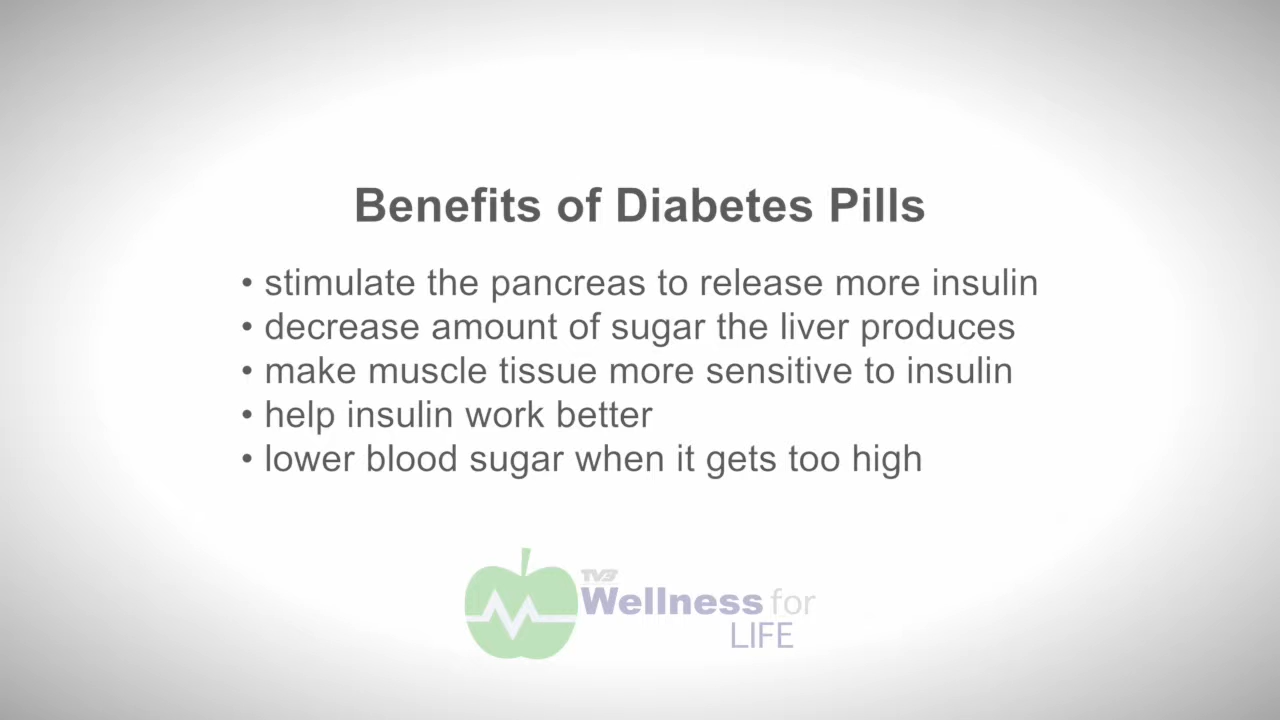 Benefits of Diabetes Pills
• stimulate the pancreas to release more insulin
• decrease amount of sugar the liver produces
• make muscle tissue more sensitive to insulin
• help insulin work better
• lower blood sugar when it gets too high
TV3
Wellness for
LIFE